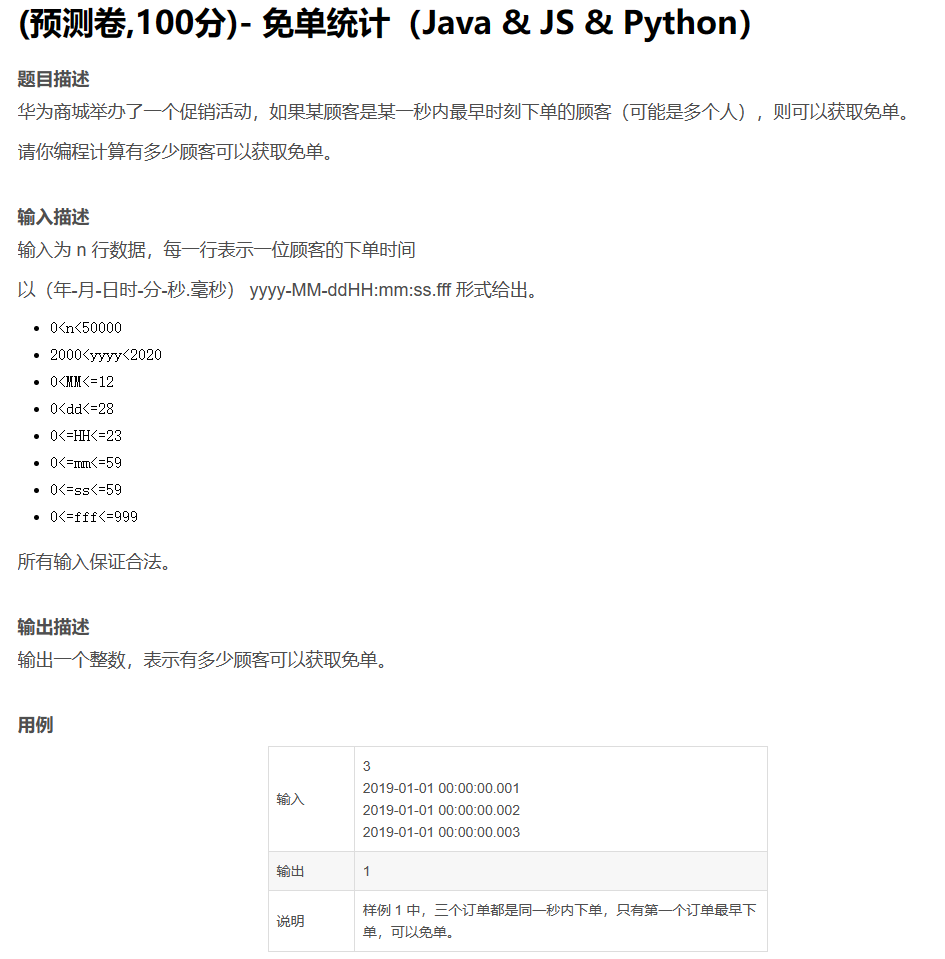 (预测卷,100分)- 免单统计（Java & JS & Python）
题目描述
华为商城举办了一个促销活动，如果某顾客是某一秒内最早时刻下单的顾客（可能是多个人），则可以获取免单。
请你编程计算有多少顾客可以获取免单。
输入描述
输入为 n 行数据，每一行表示一位顾客的下单时间
以（年-月-日时-分-秒.毫秒） yyyy-MM-ddHH:mm:ss.fff 形式给出。
• 0<n<50000
• 2000<yyyy<2020
• 0<MM<=12
• 0<dd<=28
• 0<=HH<=23
• 0<=mm<=59
• 0<=ss<=59
• 0<=fff<=999
所有输入保证合法。
输出描述
输出一个整数，表示有多少顾客可以获取免单。
用例
输入
3
2019-01-01 00:00:00.001
2019-01-01 00:00:00.002
2019-01-01 00:00:00.003
输出
1
说明
样例 1 中，三个订单都是同一秒内下单，只有第一个订单最早下
单，可以免单。